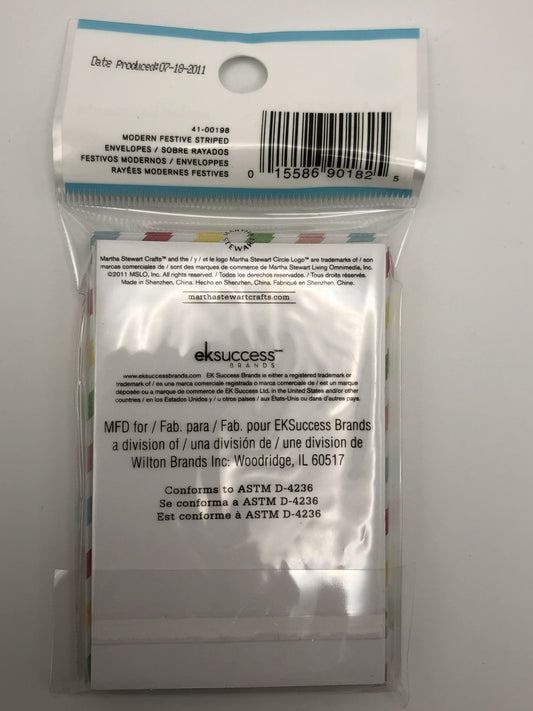 Date Produced:07-18-2011
41-00198
MODERN FESTIVE STRIPED
ENVELOPES / SOBRE RAYADOS
FESTIVOS MODERNOS / ENVELOPPES
RAYÉES MODERNES FESTIVES
0 15586 90182 5
MARTHA STEWART
Martha Stewart Crafts™ and the / y / et le logo Martha Stewart Circle Logo™ are trademarks of / son
marcas comerciales de / sont des marques de commerce de Martha Stewart Living Omnimedia, Inc.
©2011 MSLO, Inc. All rights reserved. / Todos los derechos reservados. / Tous droits réservés.
Made in Shenzhen, China. Hecho en Shenzhen, China. Fabriqué en Shenzhen, Chine.
marthastewartcrafts.com
eksuccess™
BRANDS
www.eksuccessbrands.com EK Success Brands is either a registered trademark or
trademark of / es una marca comercial registrada o marca comercial de / est un marque
déposée ou a marque de commerce de EK Success Ltd. in the United States and/or other
countries / en los Estados Unidos y / u otros países / aux États-Unis ou dans d'autres pays.
MFD for / Fab. para / Fab. pour EKSuccess Brands
a division of / una división de / une division de
Wilton Brands Inc. Woodridge, IL 60517
Conforms to ASTM D-4236
Se conforma a ASTM D-4236
Est conforme à ASTM D-4236